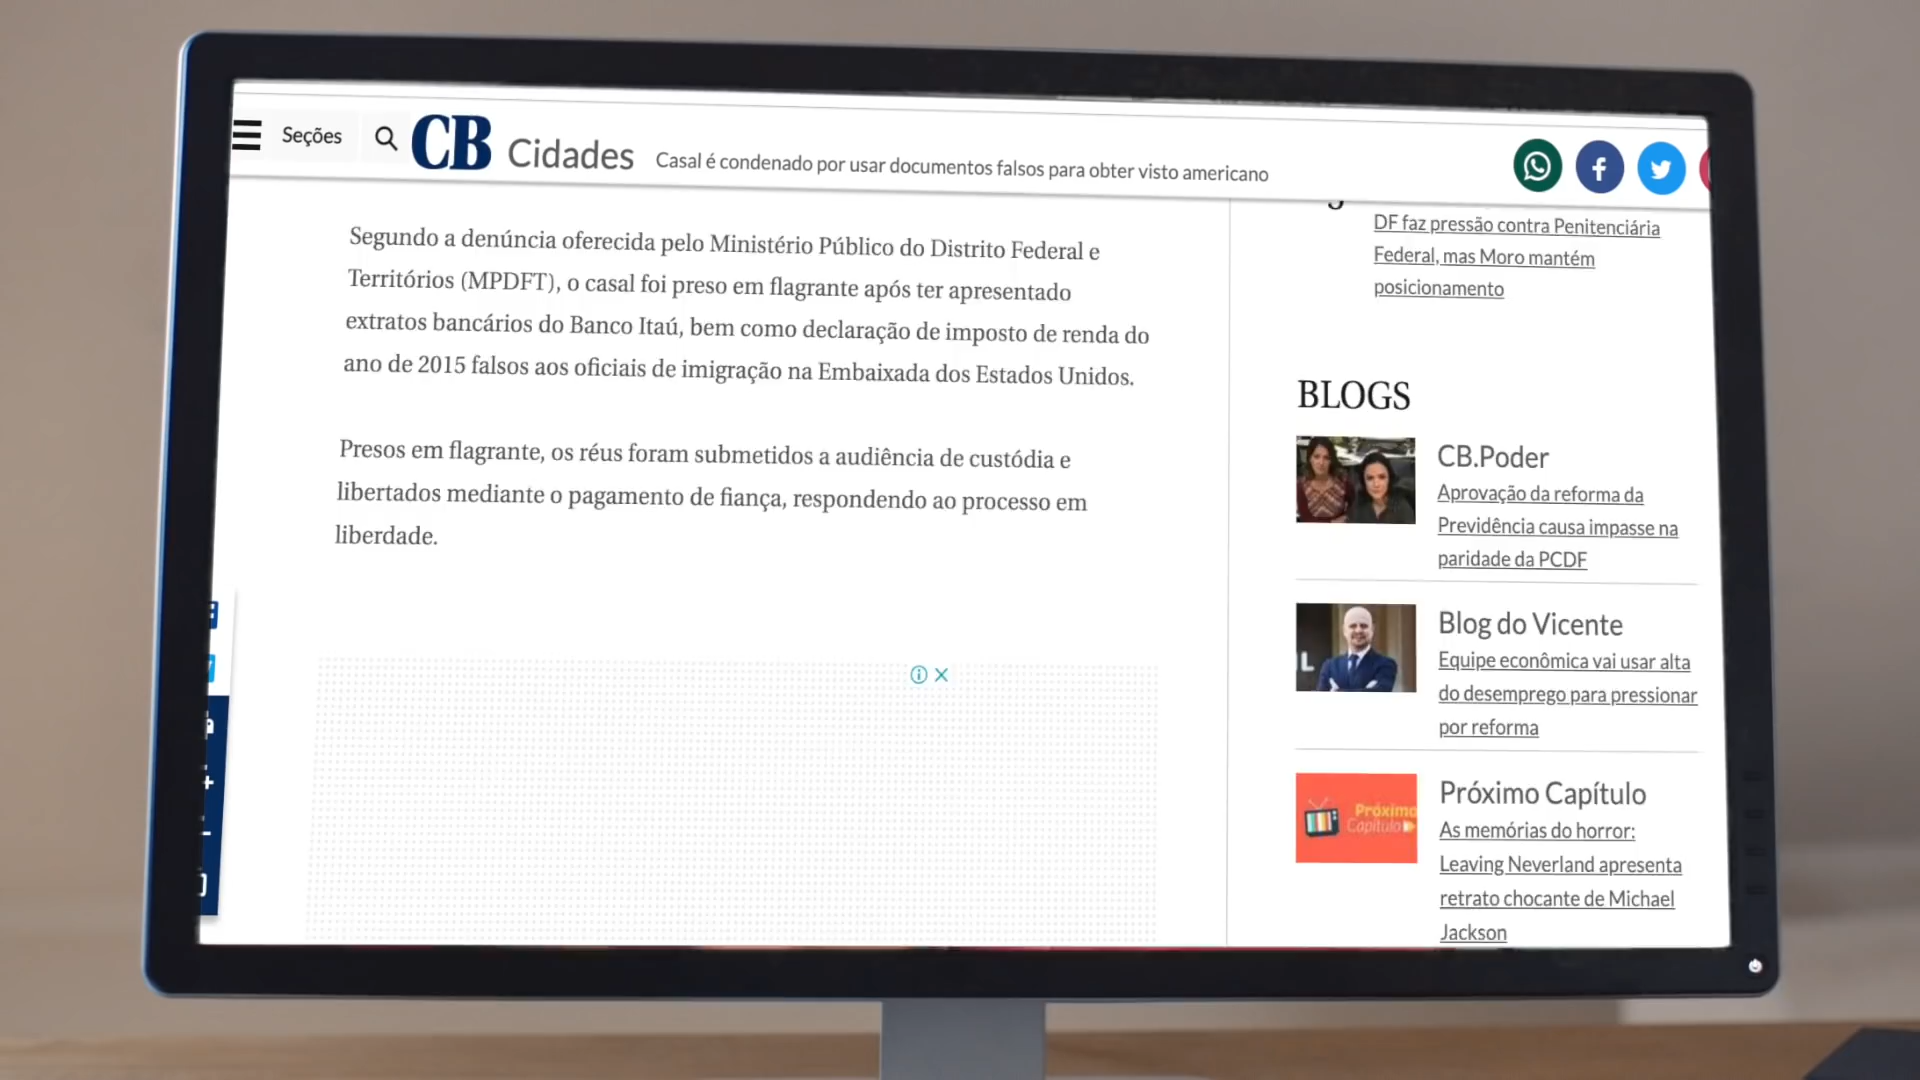 Seções
CB Cidades
Casal é condenado por usar documentos falsos para obter visto americano
Segundo a denúncia oferecida pelo Ministério Público do Distrito Federal e
Territórios (MPDFT), o casal foi preso em flagrante após ter apresentado
extratos bancários do Banco Itaú, bem como declaração de imposto de renda do
ano de 2015 falsos aos oficiais de imigração na Embaixada dos Estados Unidos.
Presos em flagrante, os réus foram submetidos a audiência de custódia e
libertados mediante o pagamento de fiança, respondendo ao processo em
liberdade.
DF faz pressão contra Penitenciária
Federal, mas Moro mantém
posicionamento
BLOGS
CB.Poder
Aprovação da reforma da
Previdência causa impasse na
paridade da PCDF
Blog do Vicente
Equipe econômica vai usar alta
do desemprego para pressionar
por reforma
Próximo
Capítulo
Próximo Capítulo
As memórias do horror:
Leaving Neverland apresenta
retrato chocante de Michael
Jackson